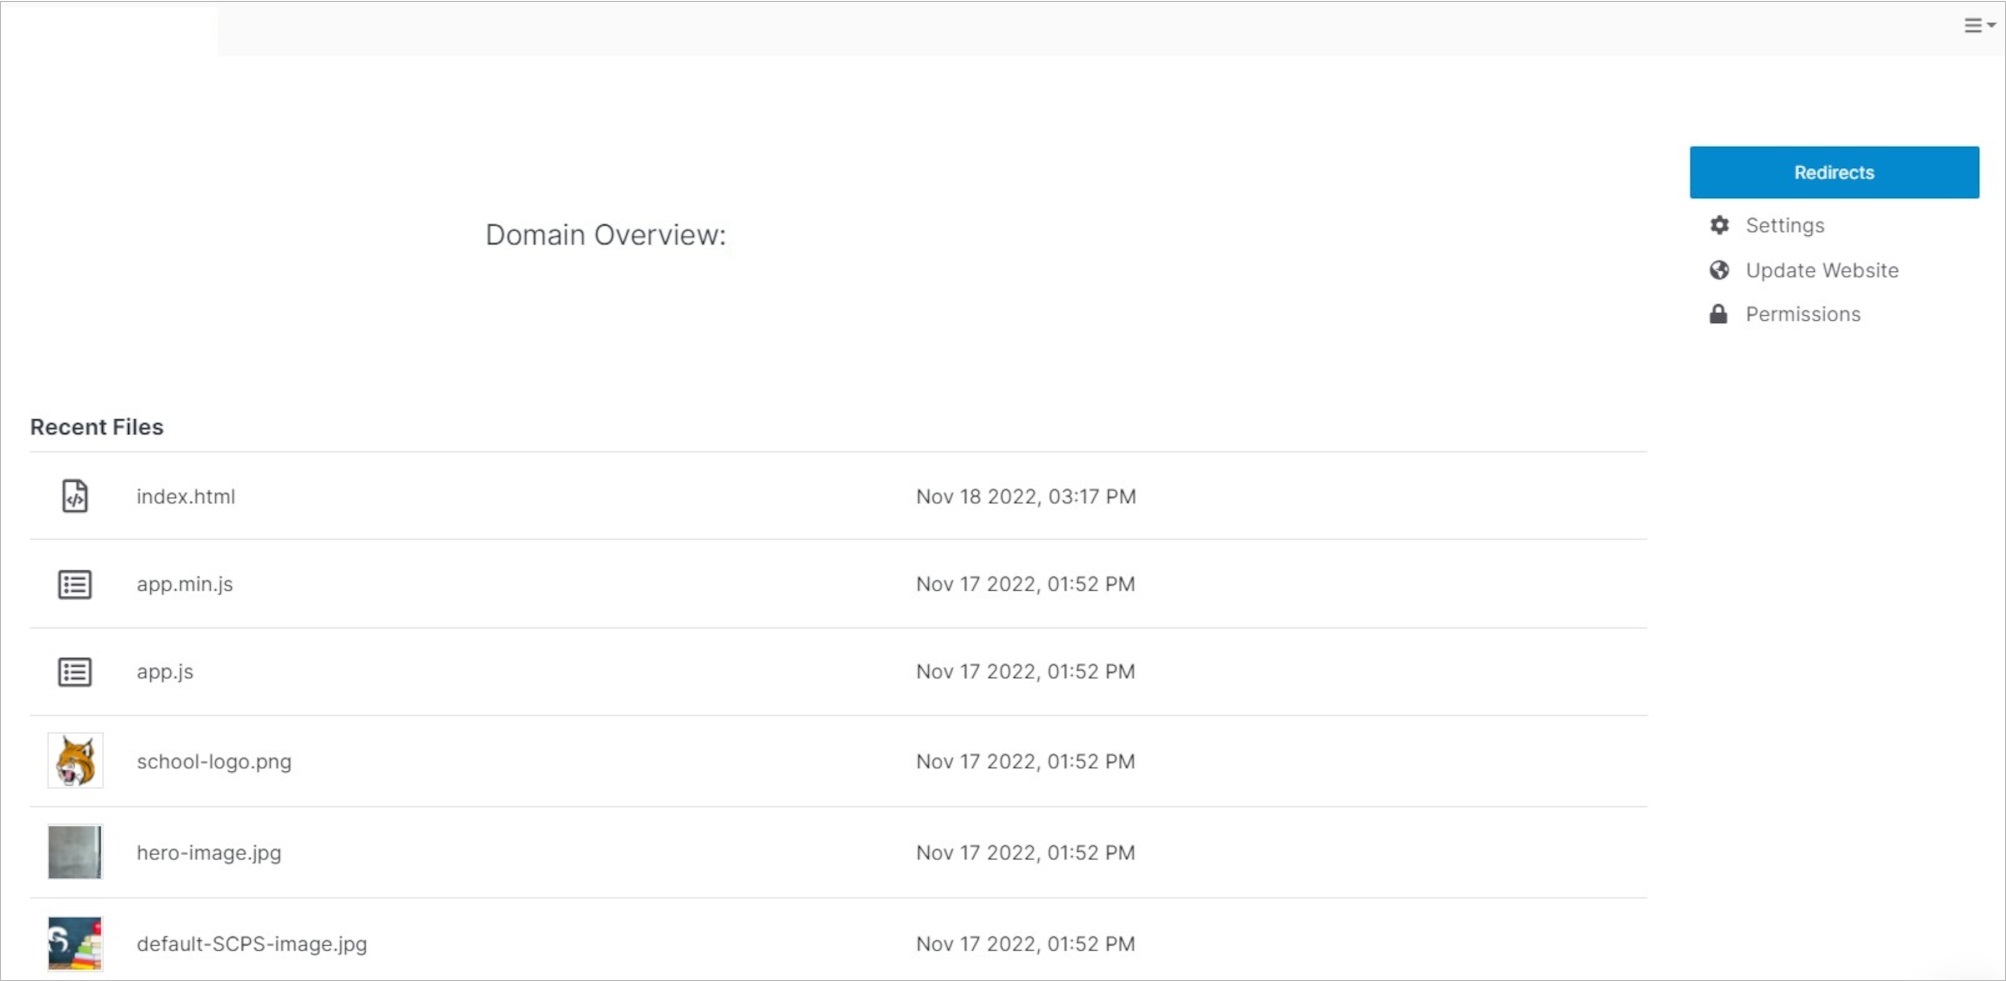 Redirects
Domain Overview:
Settings
Update Website
Permissions
Recent Files
index.html Nov 18 2022, 03:17 PM
app.min.js Nov 17 2022, 01:52 PM
app.js Nov 17 2022, 01:52 PM
school-logo.png Nov 17 2022, 01:52 PM
hero-image.jpg Nov 17 2022, 01:52 PM
default-SCPS-image.jpg Nov 17 2022, 01:52 PM